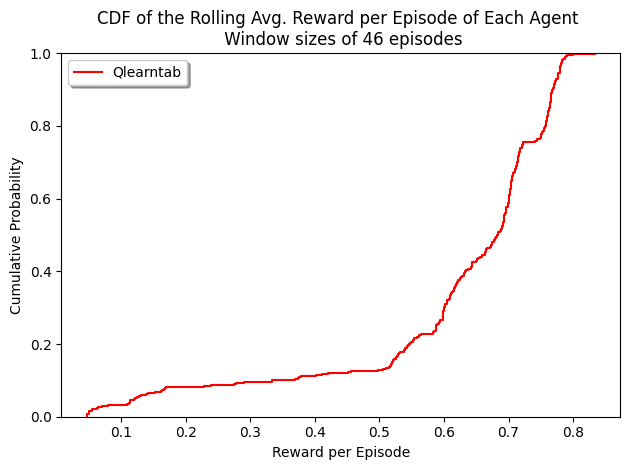 CDF of the Rolling Avg. Reward per Episode of Each Agent
Window sizes of 46 episodes
Qlearntab
1.0
0.8
0.6
0.4
0.2
0.0
Cumulative Probability
0.1 0.2 0.3 0.4 0.5 0.6 0.7 0.8
Reward per Episode